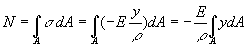 N = ∫_A σ dA = ∫_A (−E y/ρ) dA = − E/ρ ∫_A y dA